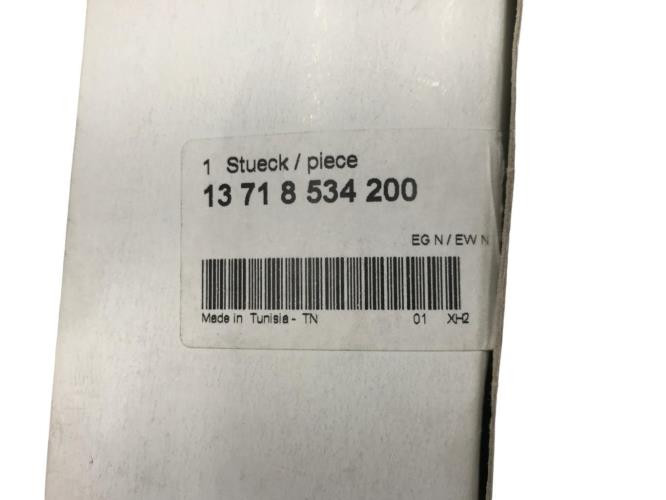 1 Stueck / piece
13 71 8 534 200
EG N / EW N
Made in Tunisia - TN 01 XH2